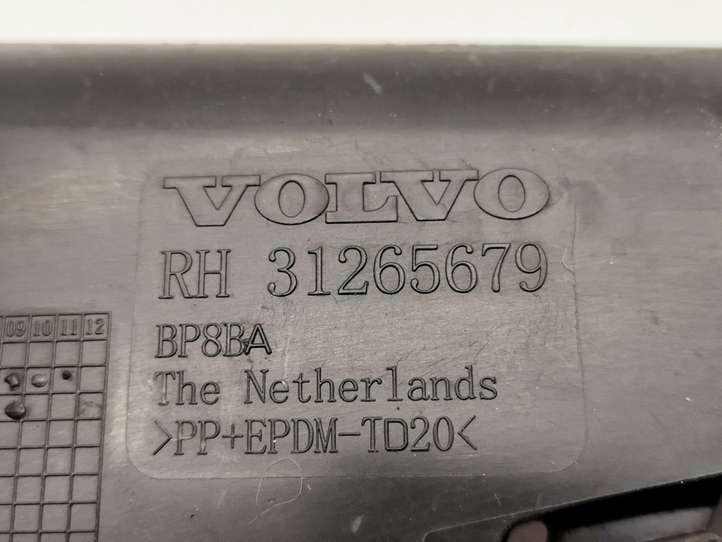 VOLVO
RH 31265679
09 10 11 12
BP8BA
The Netherlands
>PP+EPDM-TD20<